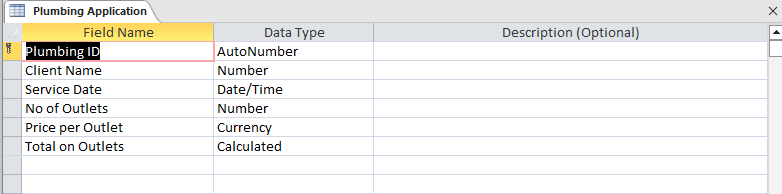 Plumbing Application
Field Name Data Type Description (Optional)
Plumbing ID AutoNumber
Client Name Number
Service Date Date/Time
No of Outlets Number
Price per Outlet Currency
Total on Outlets Calculated